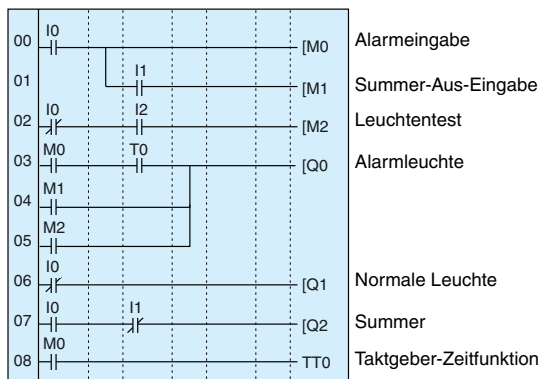 I0
00 [M0 Alarmeingabe
I1
01 [M1 Summer-Aus-Eingabe
I0 I2
02 [M2 Leuchtentest
M0 T0
03 [Q0 Alarmleuchte
M1
04
M2
05
I0
06 [Q1 Normale Leuchte
I0 I1
07 [Q2 Summer
M0
08 TT0 Taktgeber-Zeitfunktion